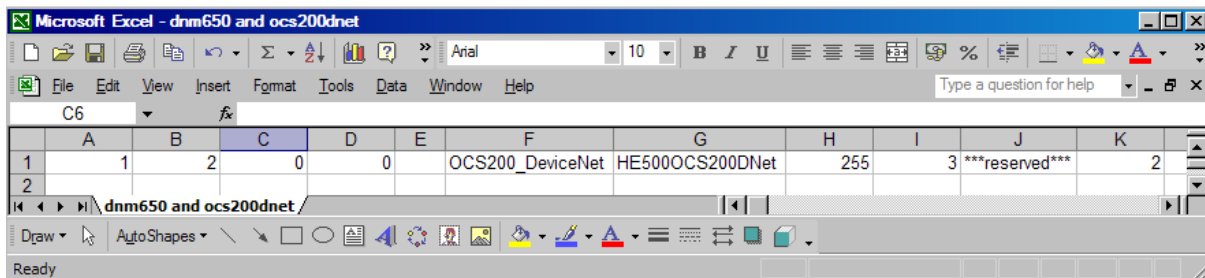 Microsoft Excel - dnm650 and ocs200dnet
Σ A Z ? » Arial 10 B I U a % A »
File Edit View Insert Format Tools Data Window Help Type a question for help
C6 fx
A B C D E F G H I J K
1 1 2 0 0 OCS200_DeviceNet HE500OCS200DNet 255 3 ***reserved*** 2
2
dnm650 and ocs200dnet
Draw AutoShapes A A
Ready